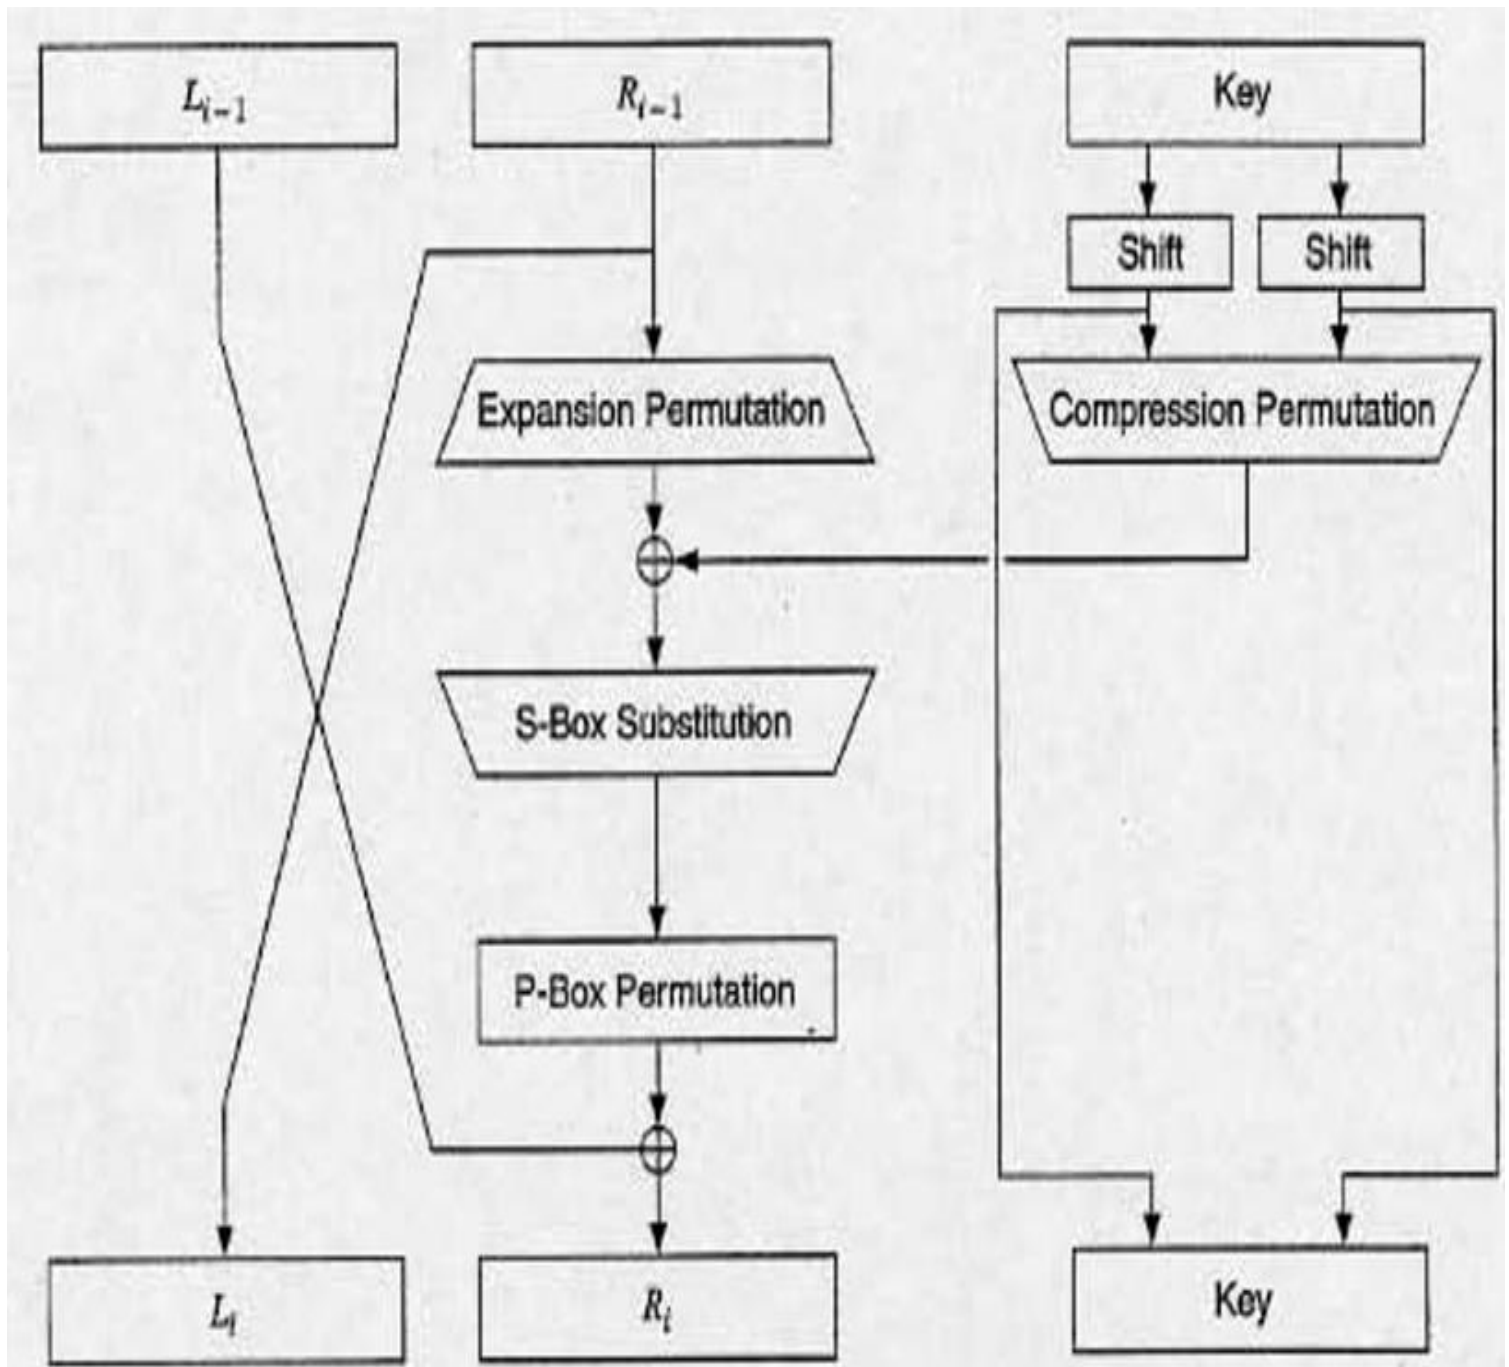 L_{i-1}
R_{i-1}
Key
Shift
Shift
Expansion Permutation
Compression Permutation
S-Box Substitution
P-Box Permutation
L_i
R_i
Key